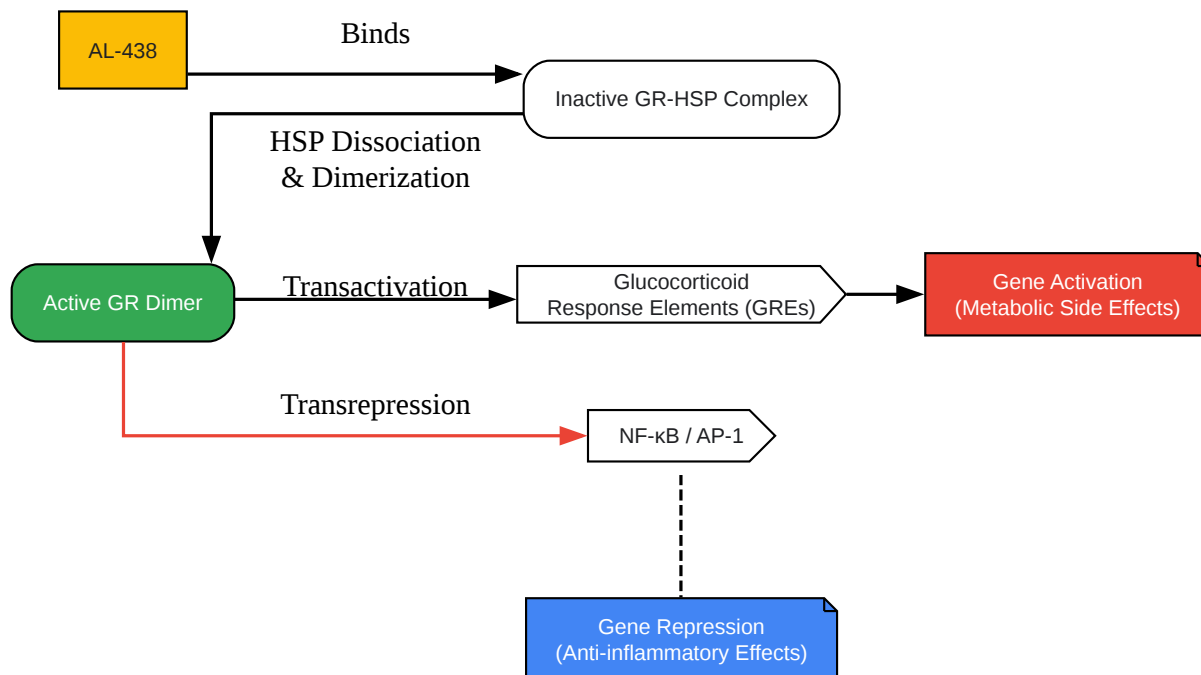 AL-438
Binds
Inactive GR-HSP Complex
HSP Dissociation
& Dimerization
Active GR Dimer
Transactivation
Glucocorticoid
Response Elements (GREs)
Gene Activation
(Metabolic Side Effects)
Transrepression
NF-κB / AP-1
Gene Repression
(Anti-inflammatory Effects)